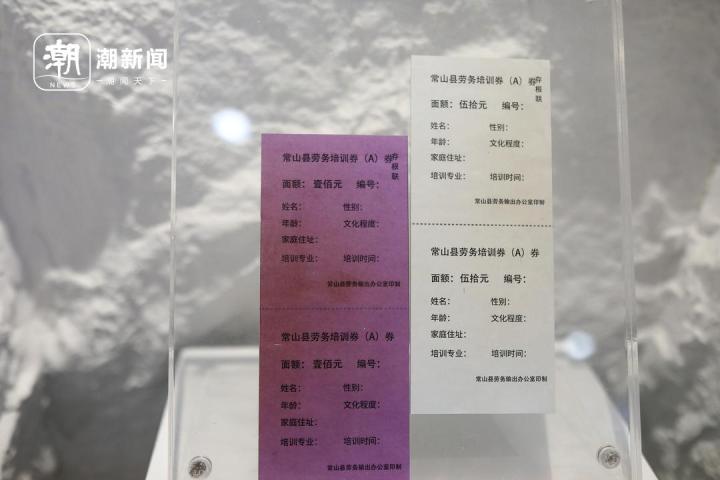 潮
NEWS
潮新闻
潮闻天下
常山县劳务培训券（A）券
存根联
面额：壹佰元 编号：
姓名： 性别：
年龄： 文化程度：
家庭住址：
培训专业： 培训时间：
常山县劳务输出办公室印制
常山县劳务培训券（A）券
面额：壹佰元 编号：
姓名： 性别：
年龄： 文化程度：
家庭住址：
培训专业： 培训时间：
常山县劳务输出办公室印制
常山县劳务培训券（A）券
存根联
面额：伍拾元 编号：
姓名： 性别：
年龄： 文化程度：
家庭住址：
培训专业： 培训时间：
常山县劳务输出办公室印制
常山县劳务培训券（A）券
面额：伍拾元 编号：
姓名： 性别：
年龄： 文化程度：
家庭住址：
培训专业： 培训时间：
常山县劳务输出办公室印制